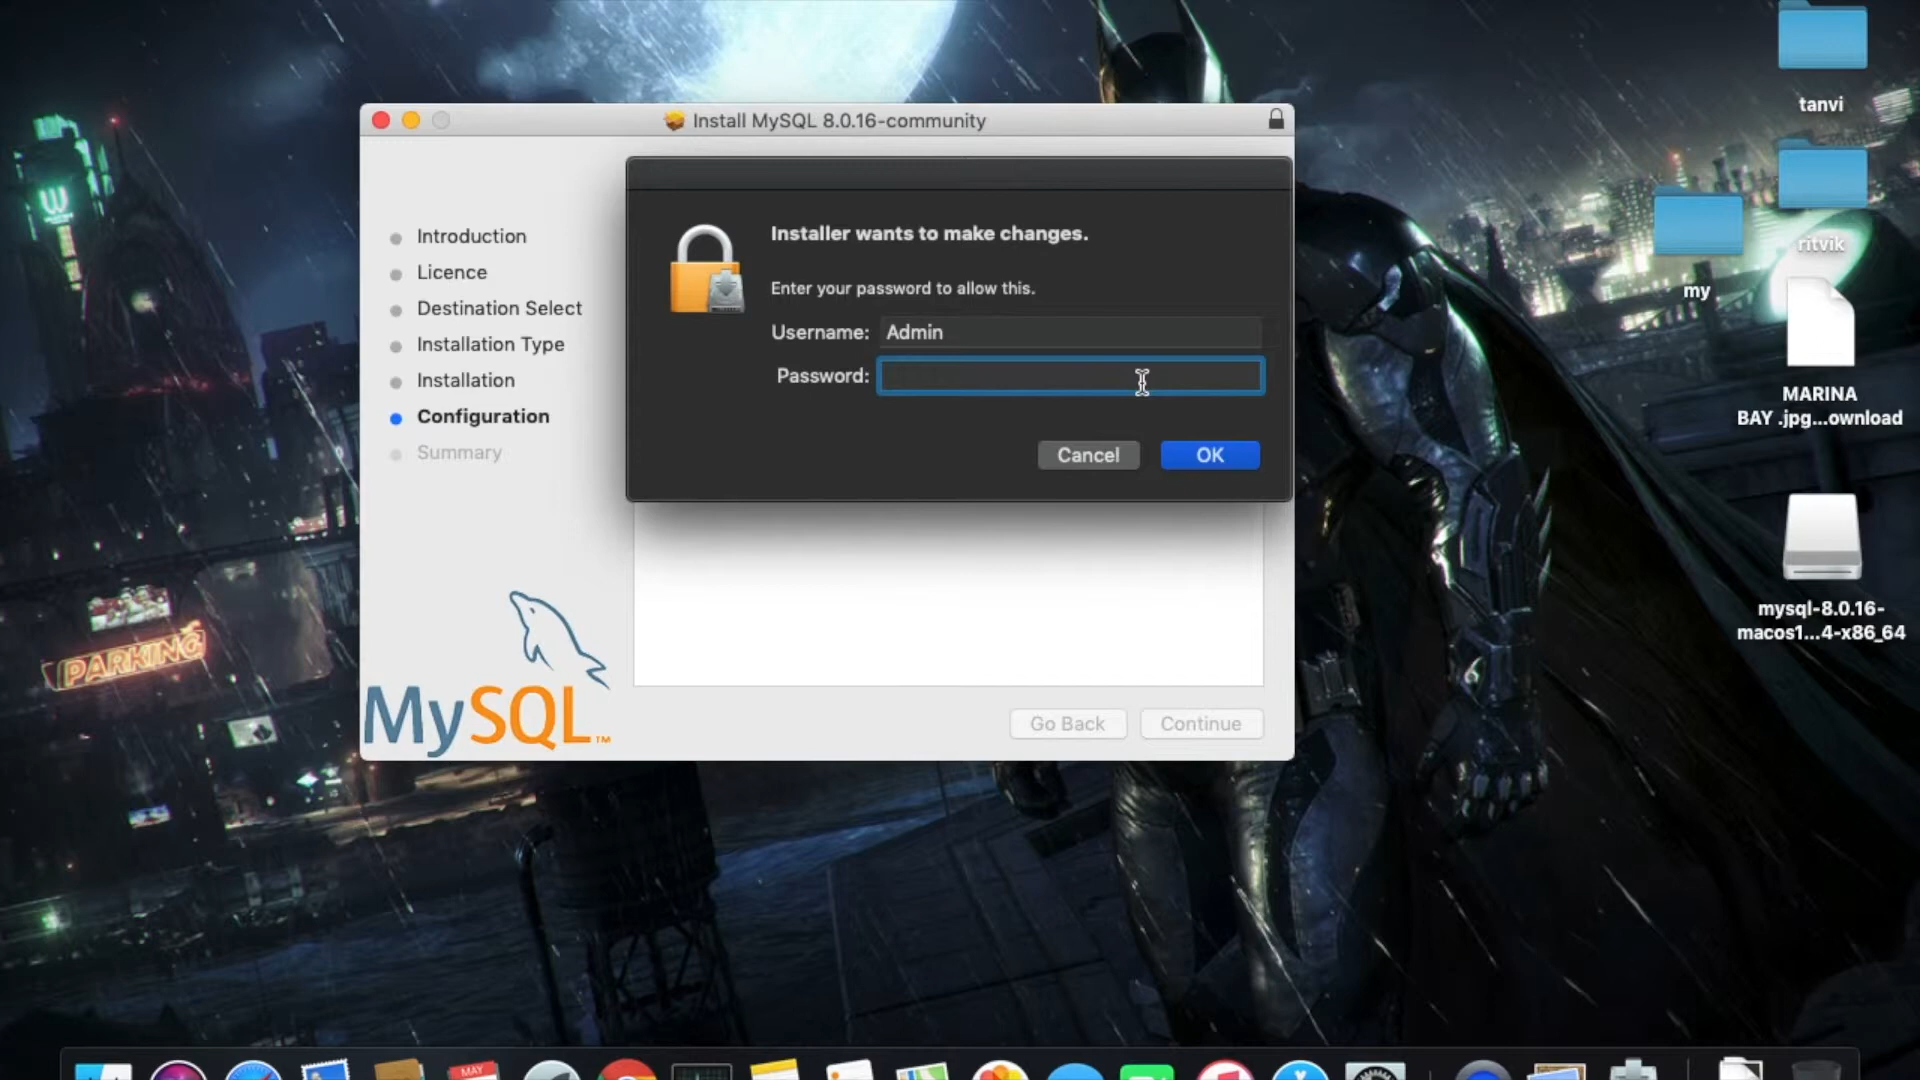 Install MySQL 8.0.16-community
Introduction
Licence
Destination Select
Installation Type
Installation
Configuration
Summary
Installer wants to make changes.
Enter your password to allow this.
Username: Admin
Password:
Cancel
OK
MySQL™
Go Back
Continue
tanvi
ritvik
my
MARINA
BAY .jpg...ownload
mysql-8.0.16-
macos1...4-x86_64
W
PARKING
MAY